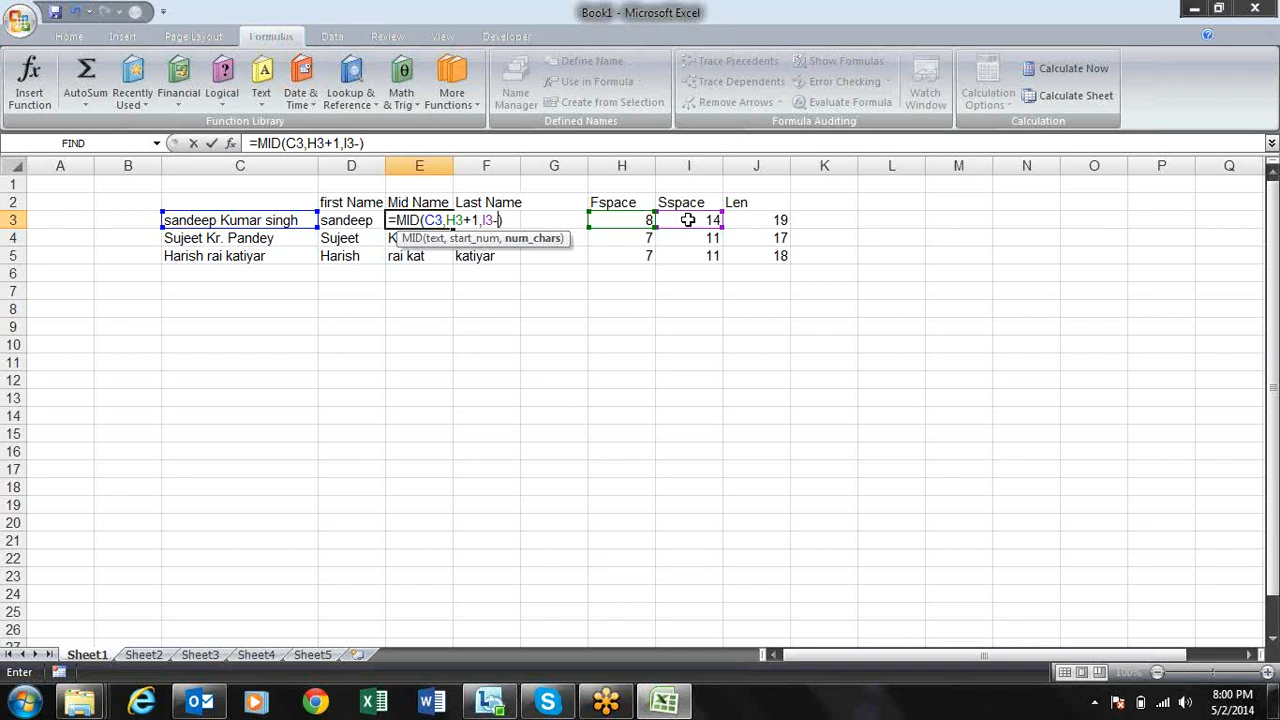 Book1 - Microsoft Excel
Home Insert Page Layout Formulas Data Review View Developer
fx Insert Function
Σ AutoSum
Recently Used
Financial
Logical
Text
Date & Time
Lookup & Reference
Math & Trig
More Functions
Function Library
Name Manager
Define Name
Use in Formula
Create from Selection
Defined Names
Trace Precedents
Trace Dependents
Remove Arrows
Show Formulas
Error Checking
Evaluate Formula
Watch Window
Formula Auditing
Calculation Options
Calculate Now
Calculate Sheet
Calculation
FIND fx =MID(C3,H3+1,I3-)
A B C D E F G H I J K L M N O P Q
1
2 first Name Mid Name Last Name Fspace Sspace Len
3 sandeep Kumar singh sandeep =MID(C3,H3+1,I3-) 8 14 19
4 Sujeet Kr. Pandey Sujeet K 7 11 17
MID(text, start_num, num_chars)
5 Harish rai katiyar Harish rai kat katiyar 7 11 18
6
7
8
9
10
11
12
13
14
15
16
17
18
19
20
21
22
23
24
25
26
27
Sheet1 Sheet2 Sheet3 Sheet4 Sheet5
Enter 100%
8:00 PM
5/2/2014